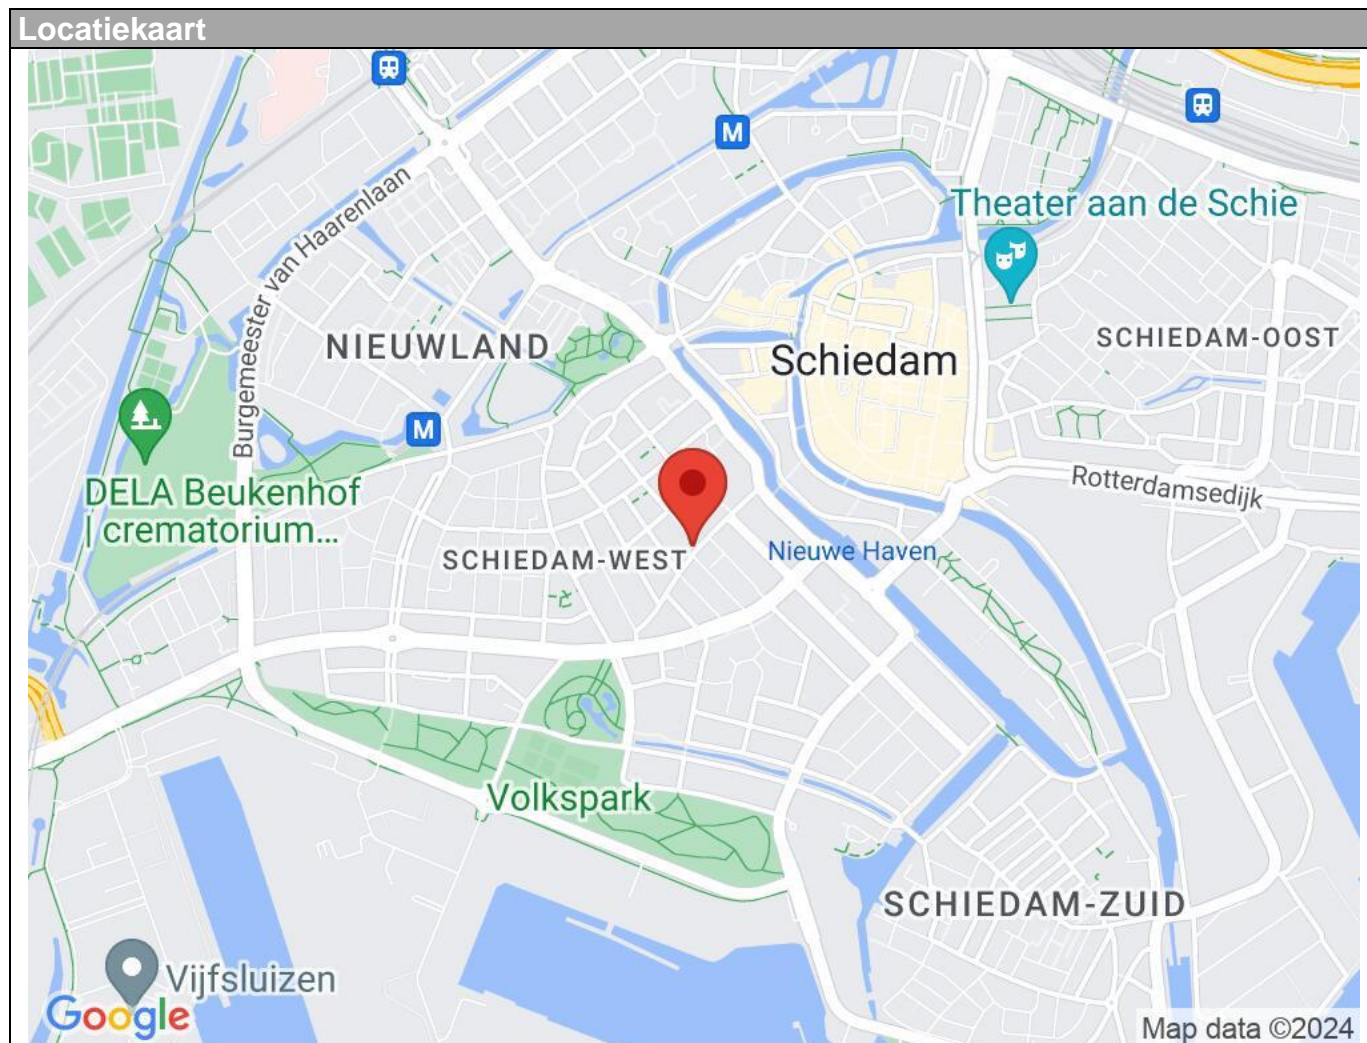 Locatiekaart
M
Theater aan de Schie
Burgemeester van Haarenlaan
NIEUWLAND
SCHIEDAM-OOST
Schiedam
M
DELA Beukenhof
| crematorium...
Rotterdamsedijk
SCHIEDAM-WEST
Nieuwe Haven
Volkspark
SCHIEDAM-ZUID
Vijfsluizen
Google
Map data ©2024